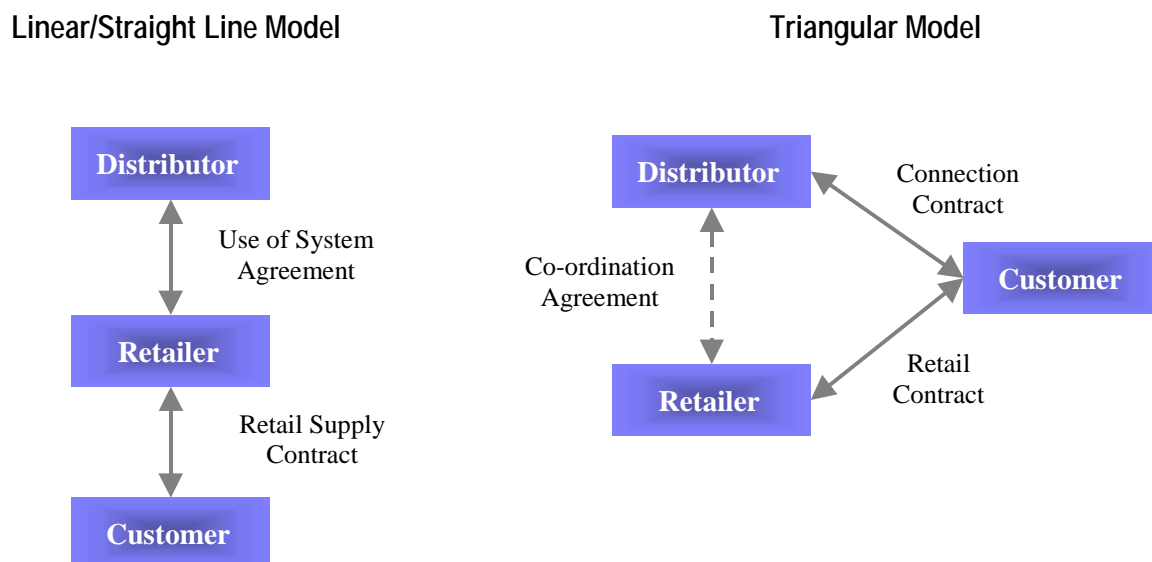 Linear/Straight Line Model
Distributor
Use of System
Agreement
Retailer
Retail Supply
Contract
Customer
Triangular Model
Distributor
Connection
Contract
Co-ordination
Agreement
Customer
Retailer
Retail
Contract